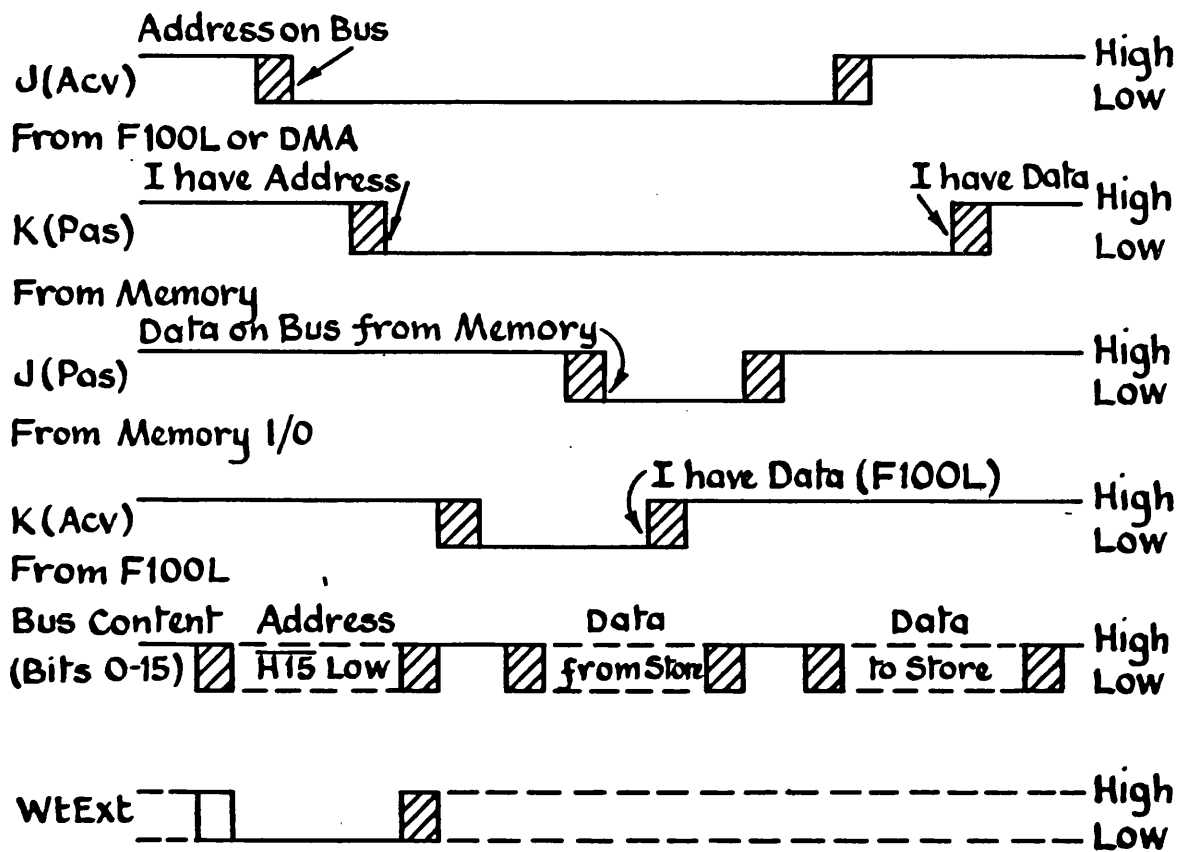 Address on Bus
J(Acv)
High
Low
From F100L or DMA
I have Address
I have Data
K(Pas)
High
Low
From Memory
Data on Bus from Memory
J(Pas)
High
Low
From Memory I/O
I have Data (F100L)
K(Acv)
High
Low
From F100L
Bus Content Address Data Data
(Bits 0-15) H̅1̅5̅ Low from Store to Store
High
Low
WtExt
High
Low